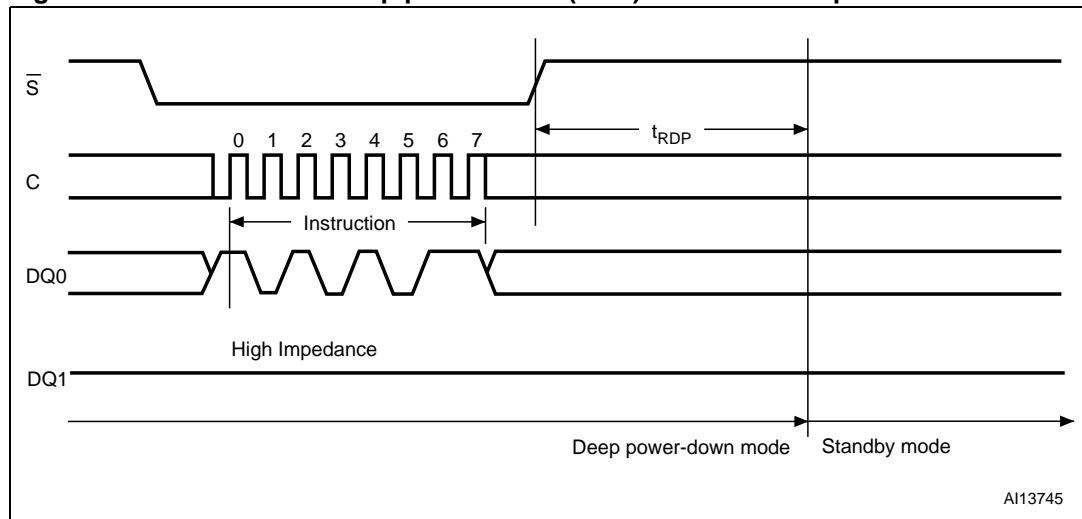 S̅
t_RDP
0 1 2 3 4 5 6 7
C
Instruction
DQ0
High Impedance
DQ1
Deep power-down mode Standby mode
AI13745